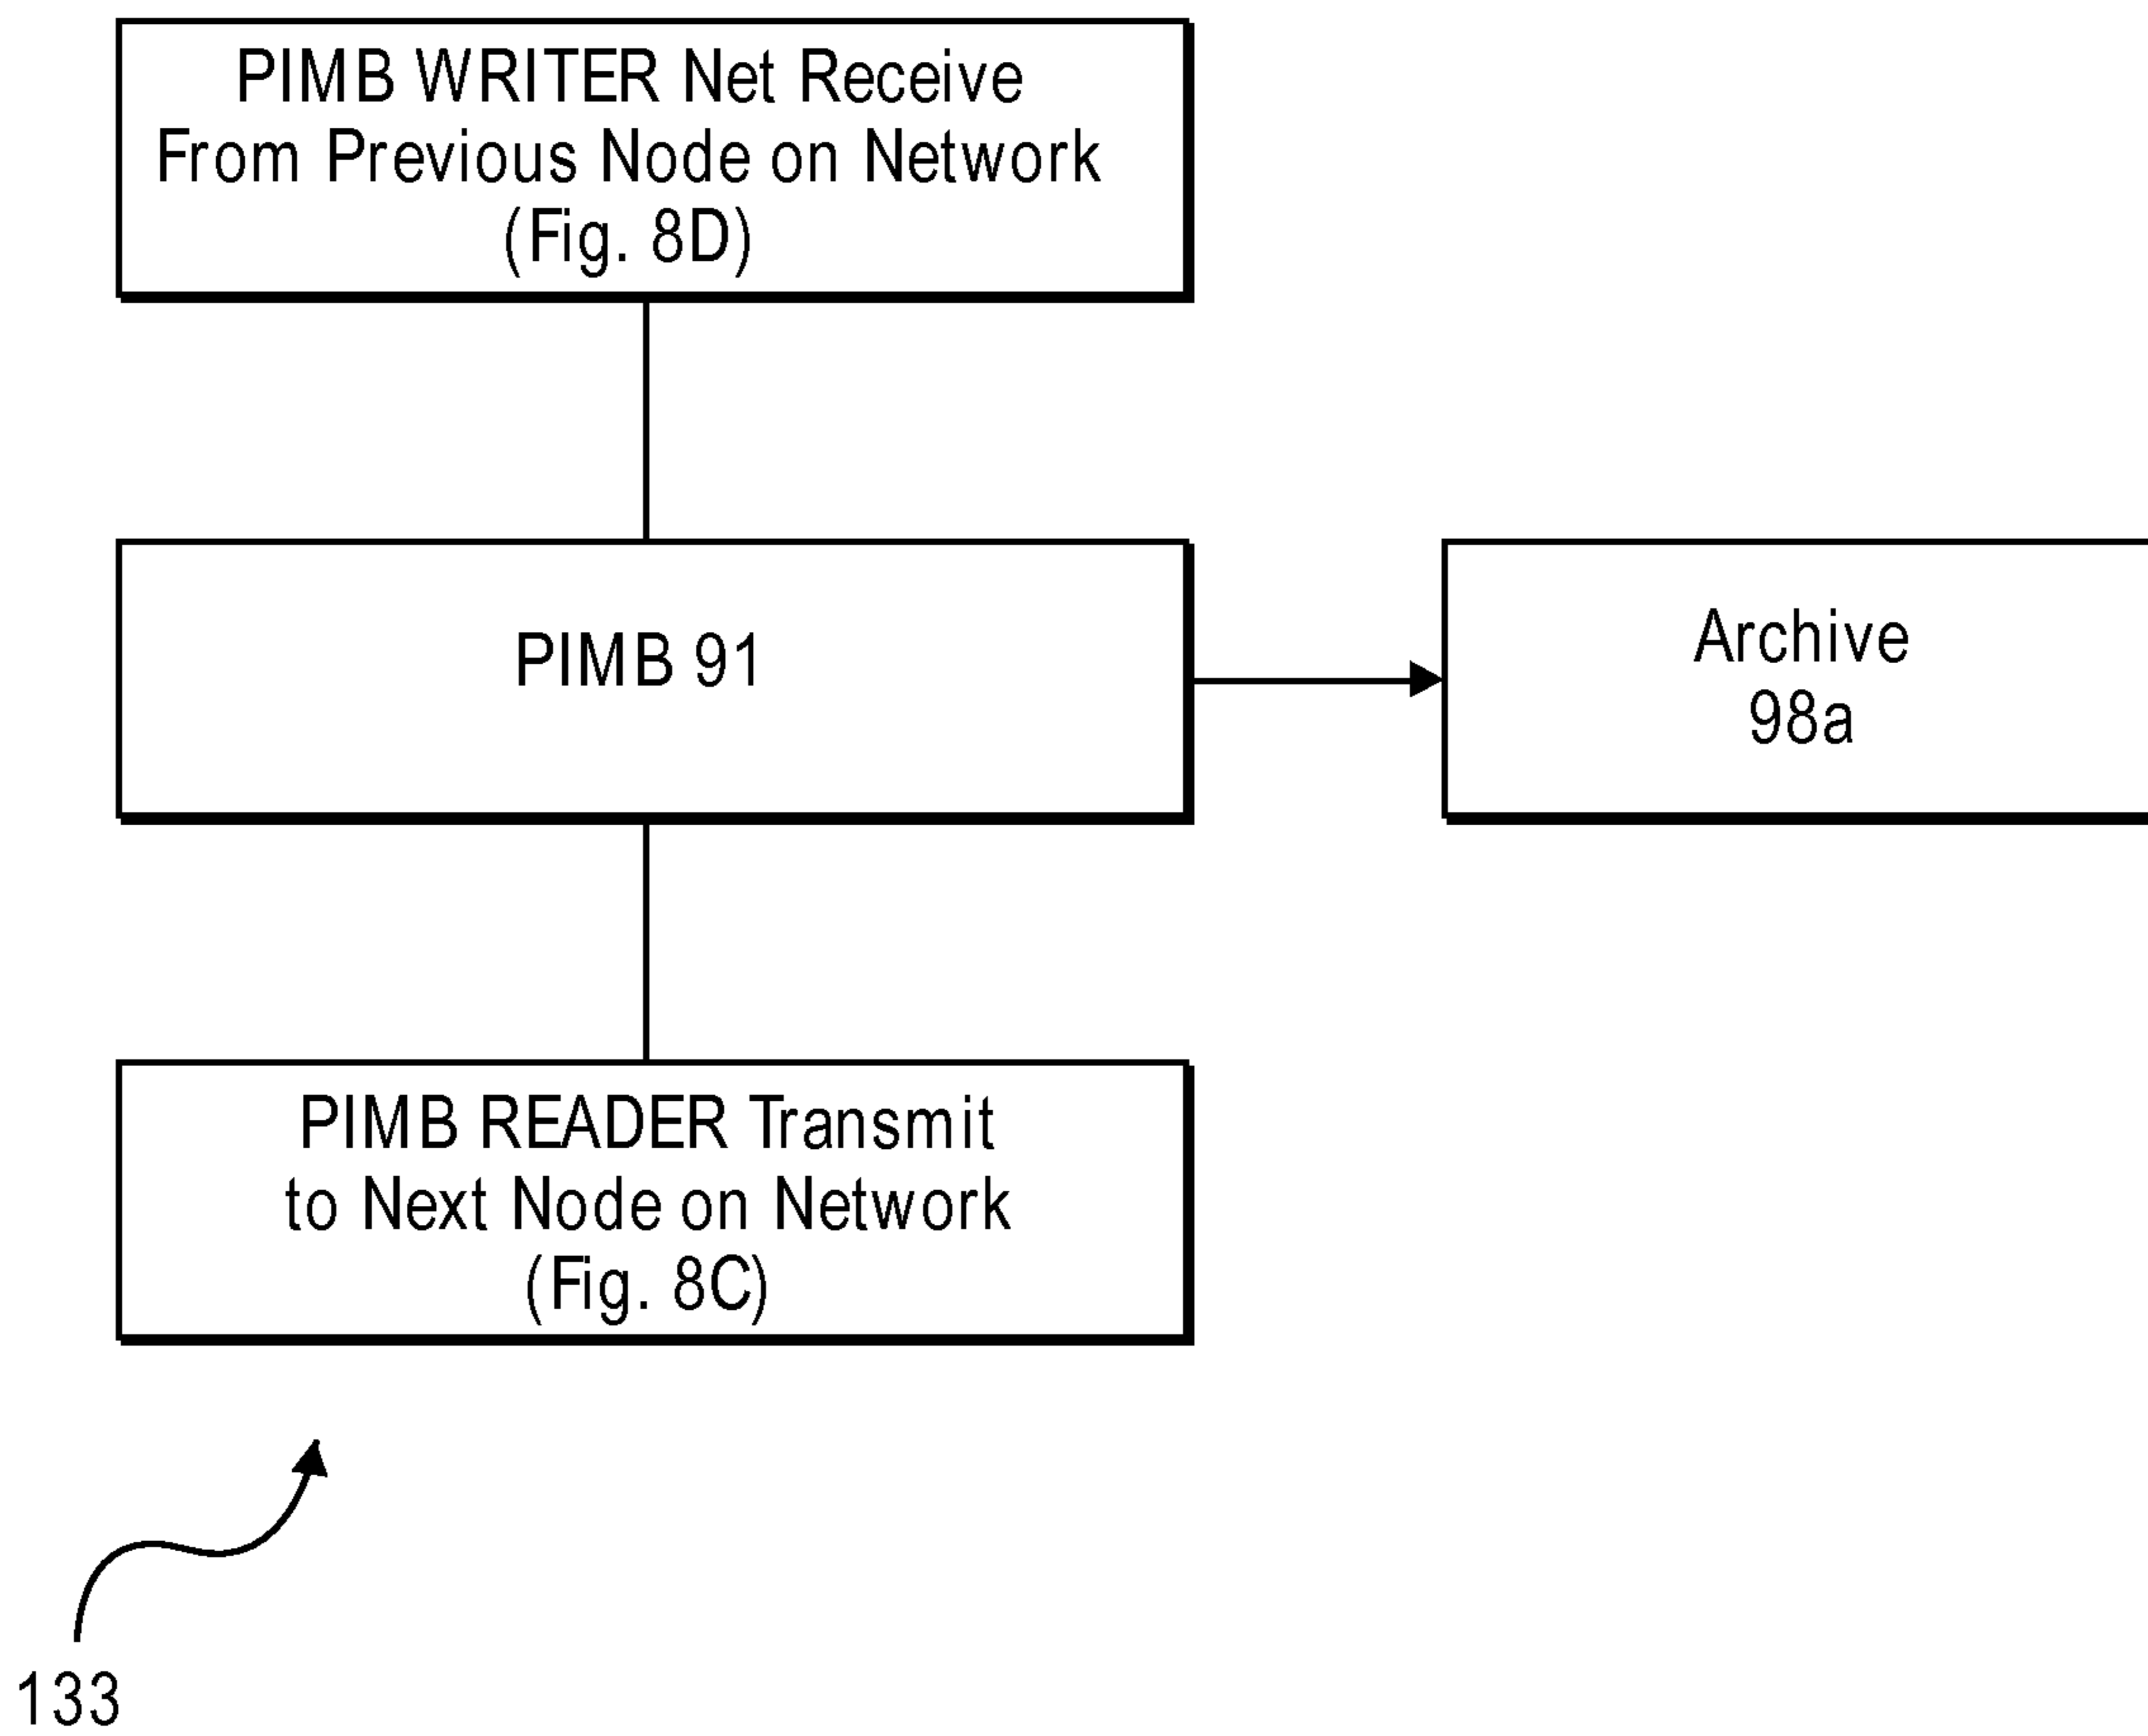 PIMB WRITER Net Receive
From Previous Node on Network
(Fig. 8D)
PIMB 91
Archive
98a
PIMB READER Transmit
to Next Node on Network
(Fig. 8C)
133